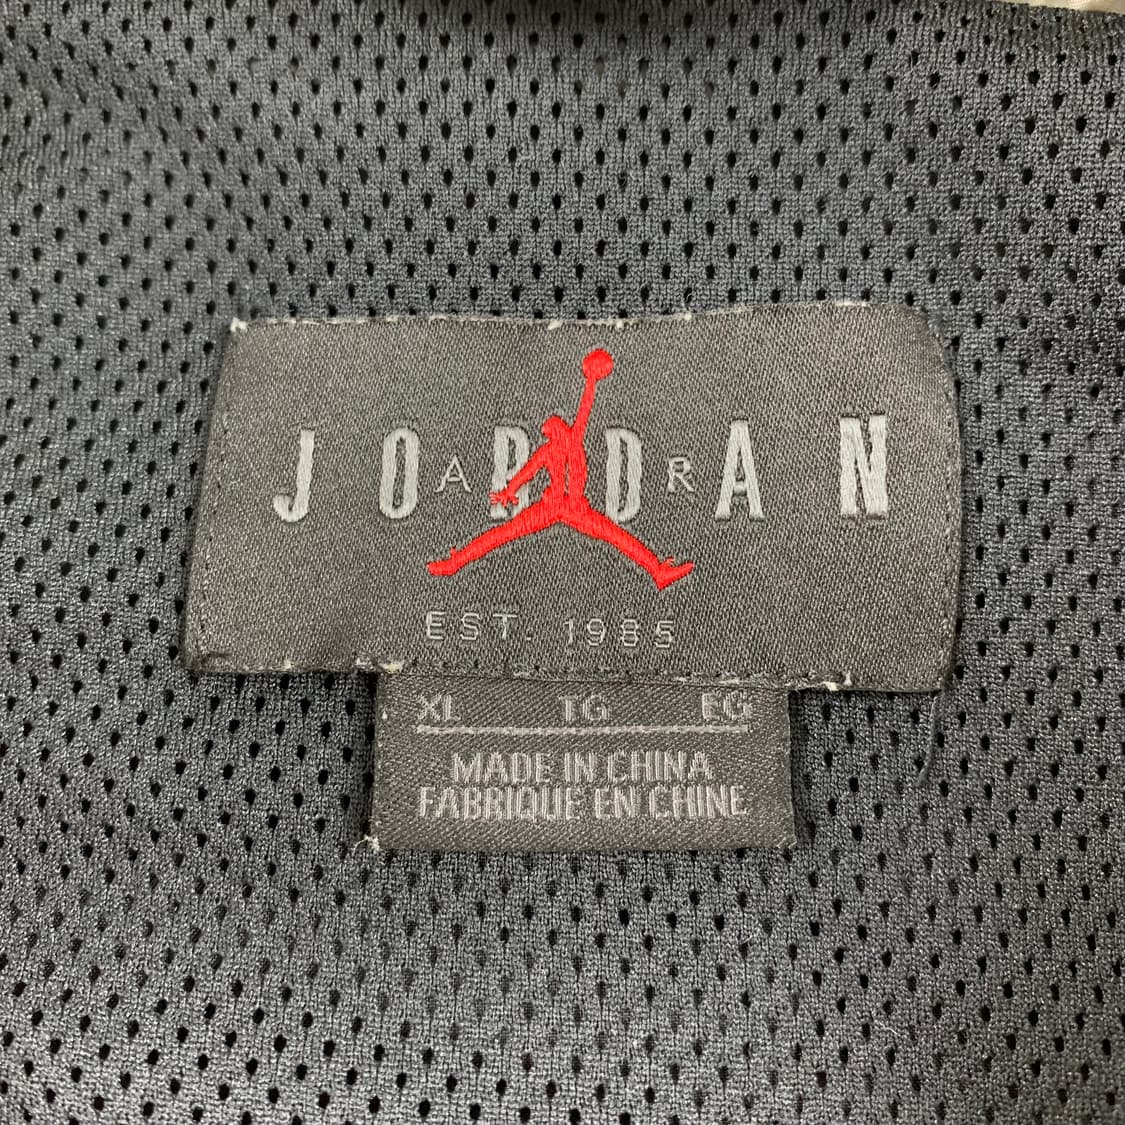 JORDAN
AIR
EST. 1985
XL TG EG
MADE IN CHINA
FABRIQUE EN CHINE